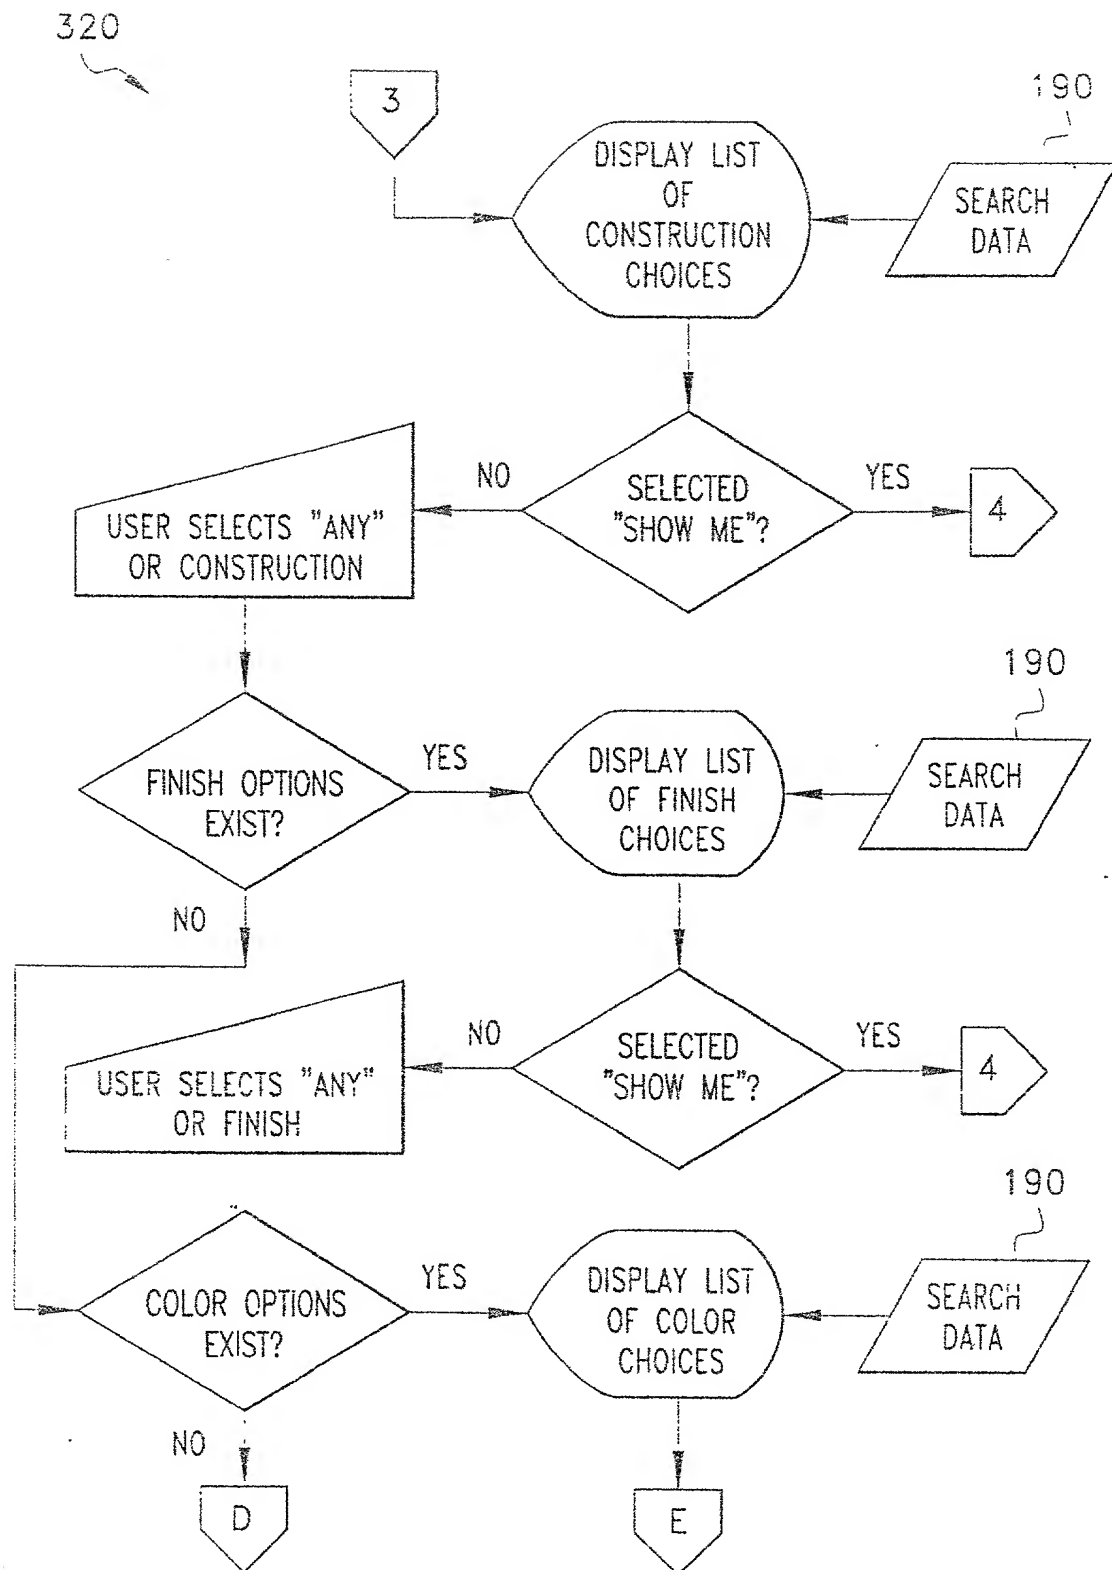 320
3
190
DISPLAY LIST
OF
CONSTRUCTION
CHOICES
SEARCH
DATA
NO
SELECTED
"SHOW ME"?
YES
4
USER SELECTS "ANY"
OR CONSTRUCTION
190
FINISH OPTIONS
EXIST?
YES
DISPLAY LIST
OF FINISH
CHOICES
SEARCH
DATA
NO
NO
SELECTED
"SHOW ME"?
YES
4
USER SELECTS "ANY"
OR FINISH
190
COLOR OPTIONS
EXIST?
YES
DISPLAY LIST
OF COLOR
CHOICES
SEARCH
DATA
NO
D
E